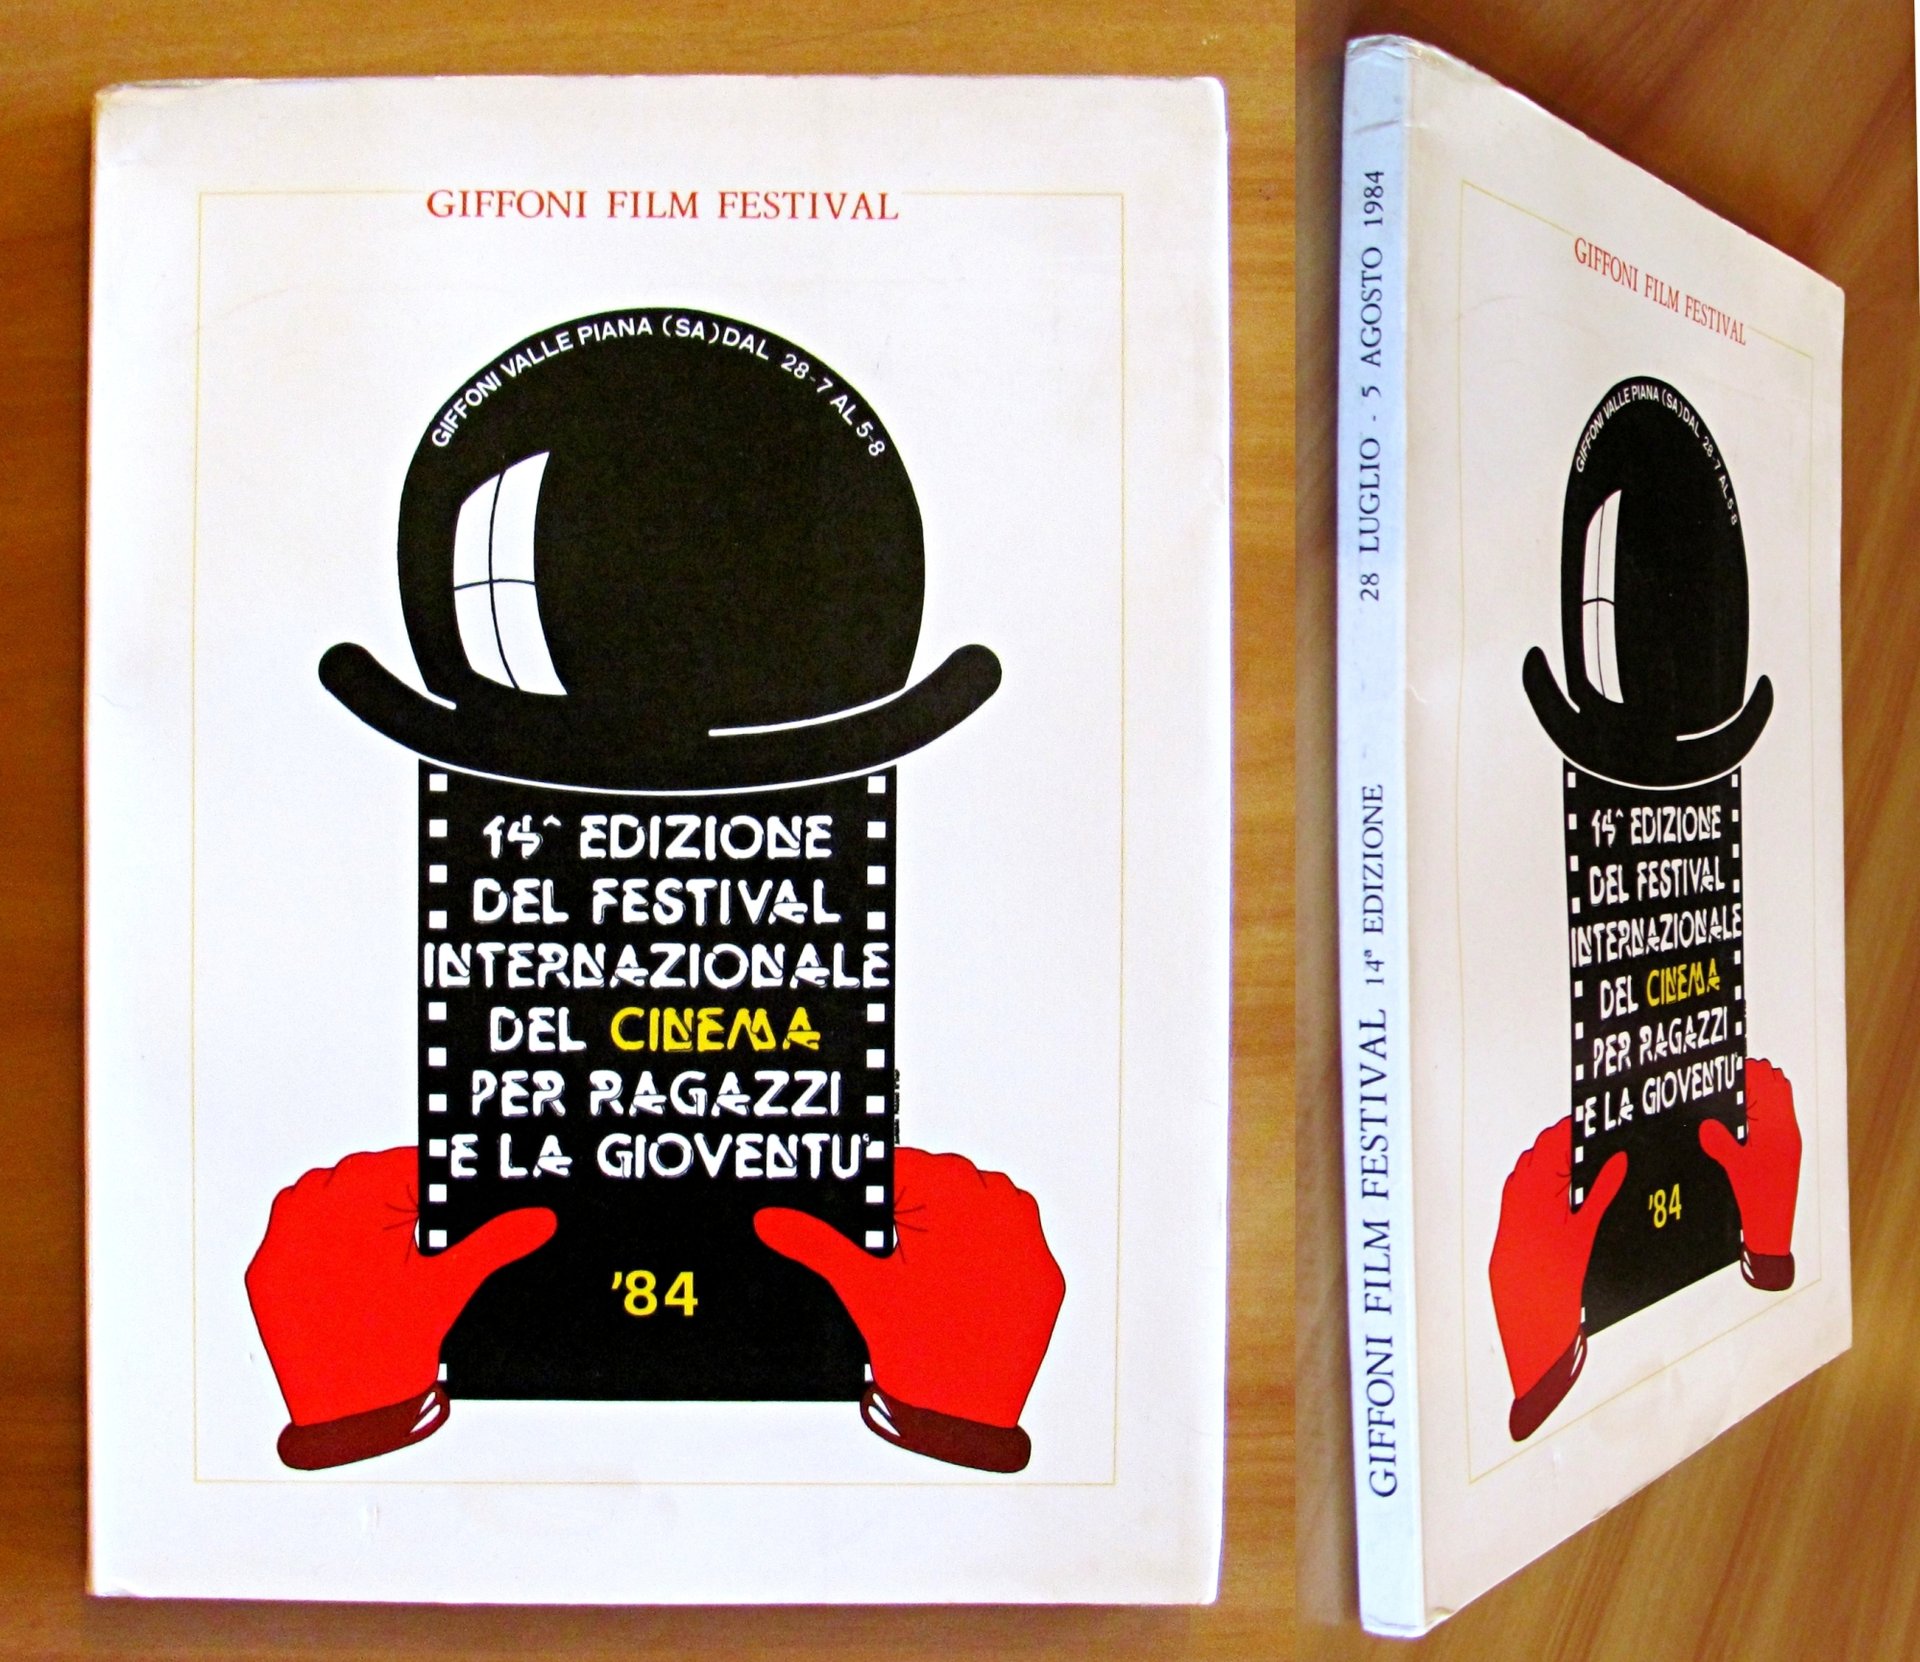 GIFFONI FILM FESTIVAL
GIFFONI VALLE PIANA (SA) DAL 28-7 AL 5-8
14^ EDIZIONE
DEL FESTIVAL
INTERNAZIONALE
DEL CINEMA
PER RAGAZZI
E LA GIOVENTU'
'84
GIFFONI FILM FESTIVAL 14ª EDIZIONE 28 LUGLIO - 5 AGOSTO 1984
GIFFONI FILM FESTIVAL
GIFFONI VALLE PIANA (SA) DAL 28-7 AL 5-8
14^ EDIZIONE
DEL FESTIVAL
INTERNAZIONALE
DEL CINEMA
PER RAGAZZI
E LA GIOVENTU'
'84